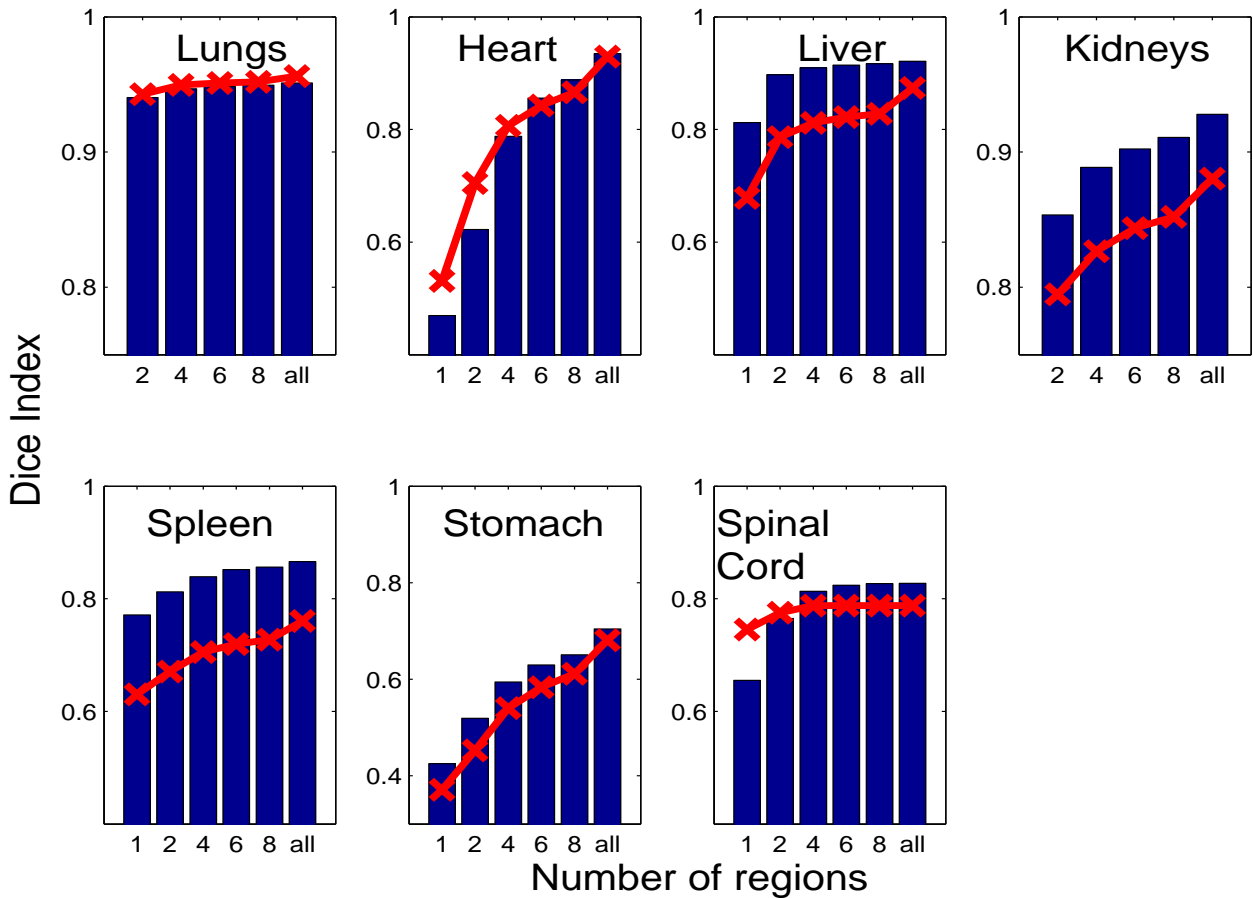 Dice Index
Lungs
1
0.9
0.8
2 4 6 8 all
Heart
1
0.8
0.6
1 2 4 6 8 all
Liver
1
0.8
0.6
1 2 4 6 8 all
Kidneys
1
0.9
0.8
2 4 6 8 all
Spleen
1
0.8
0.6
1 2 4 6 8 all
Stomach
1
0.8
0.6
0.4
1 2 4 6 8 all
Spinal
Cord
1
0.8
0.6
1 2 4 6 8 all
Number of regions